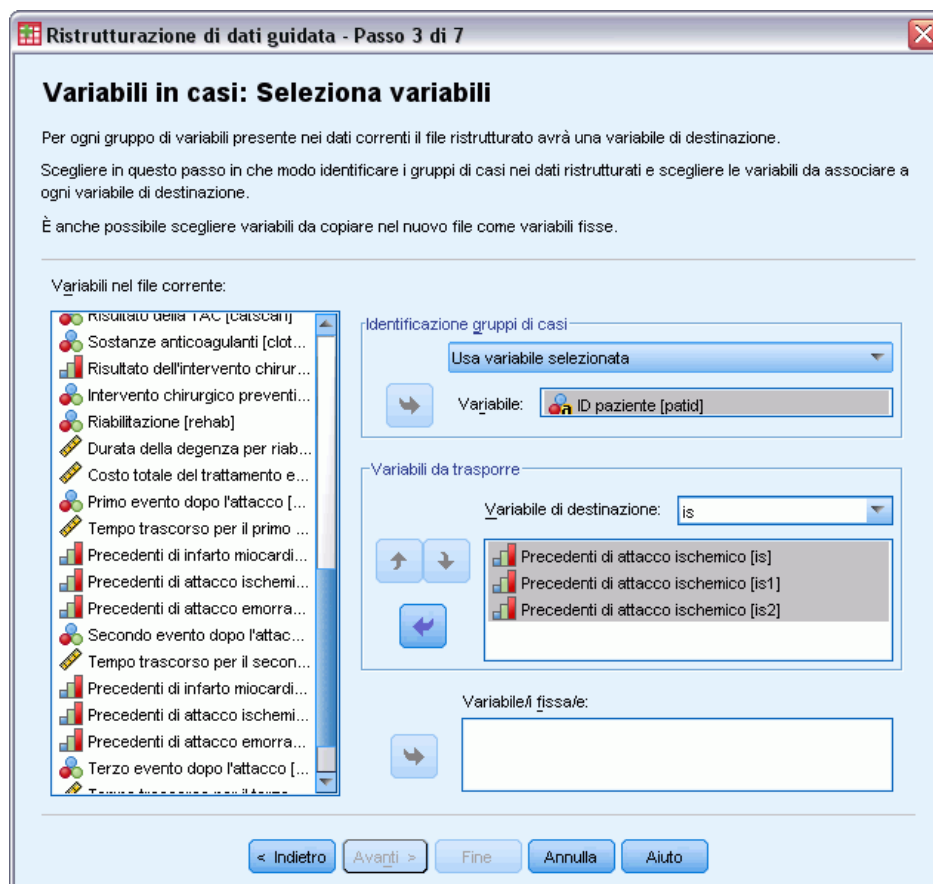 Ristrutturazione di dati guidata - Passo 3 di 7
Variabili in casi: Seleziona variabili
Per ogni gruppo di variabili presente nei dati correnti il file ristrutturato avrà una variabile di destinazione.
Scegliere in questo passo in che modo identificare i gruppi di casi nei dati ristrutturati e scegliere le variabili da associare a
ogni variabile di destinazione.
È anche possibile scegliere variabili da copiare nel nuovo file come variabili fisse.
Variabili nel file corrente:
Risultato della TAC [catscan]
Sostanze anticoagulanti [clot...
Risultato dell'intervento chirur...
Intervento chirurgico preventi...
Riabilitazione [rehab]
Durata della degenza per riab...
Costo totale del trattamento e...
Primo evento dopo l'attacco [...
Tempo trascorso per il primo ...
Precedenti di infarto miocardi...
Precedenti di attacco ischemi...
Precedenti di attacco emorra...
Secondo evento dopo l'attac...
Tempo trascorso per il secon...
Precedenti di infarto miocardi...
Precedenti di attacco ischemi...
Precedenti di attacco emorra...
Terzo evento dopo l'attacco [...
Tempo trascorso per il terzo
Identificazione gruppi di casi
Usa variabile selezionata
Variabile:
ID paziente [patid]
Variabili da trasporre
Variabile di destinazione:
is
Precedenti di attacco ischemico [is]
Precedenti di attacco ischemico [is1]
Precedenti di attacco ischemico [is2]
Variabile/i fissa/e:
< Indietro
Avanti >
Fine
Annulla
Aiuto